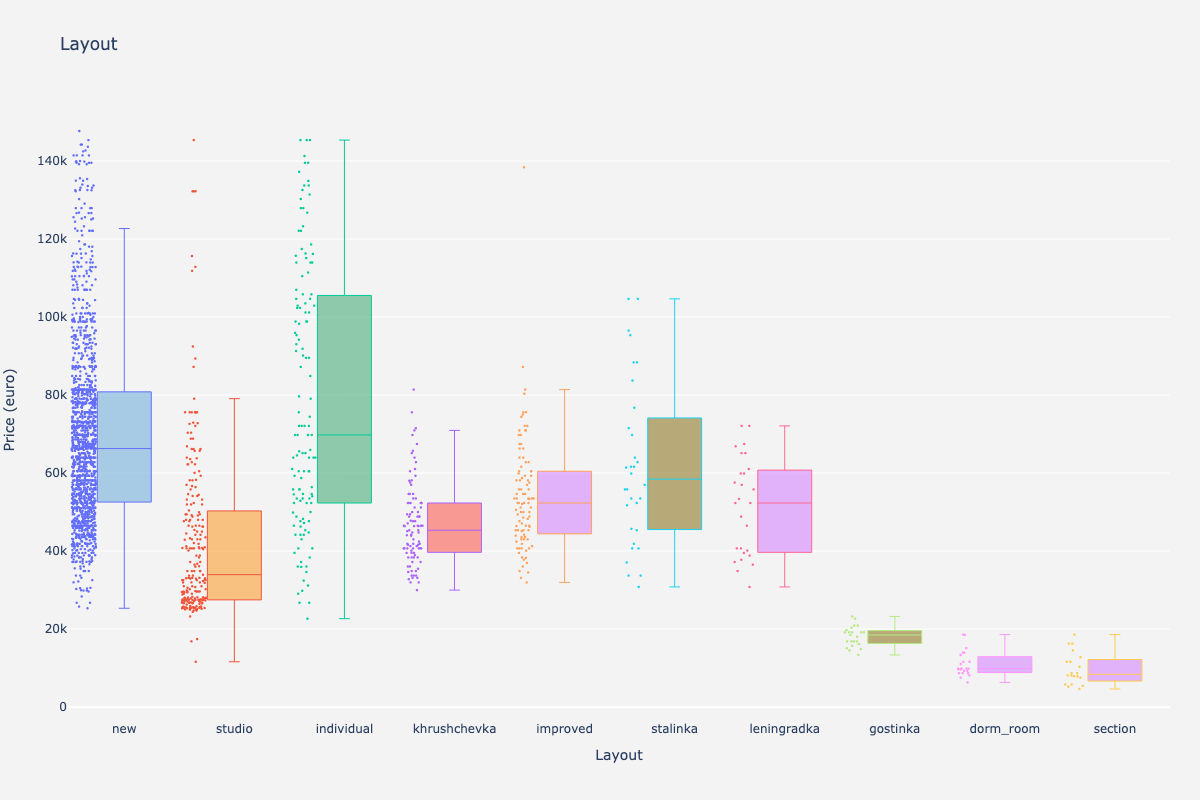 Layout
140k
120k
100k
80k
60k
40k
20k
0
Price (euro)
new studio individual khrushchevka improved stalinka leningradka gostinka dorm_room section
Layout